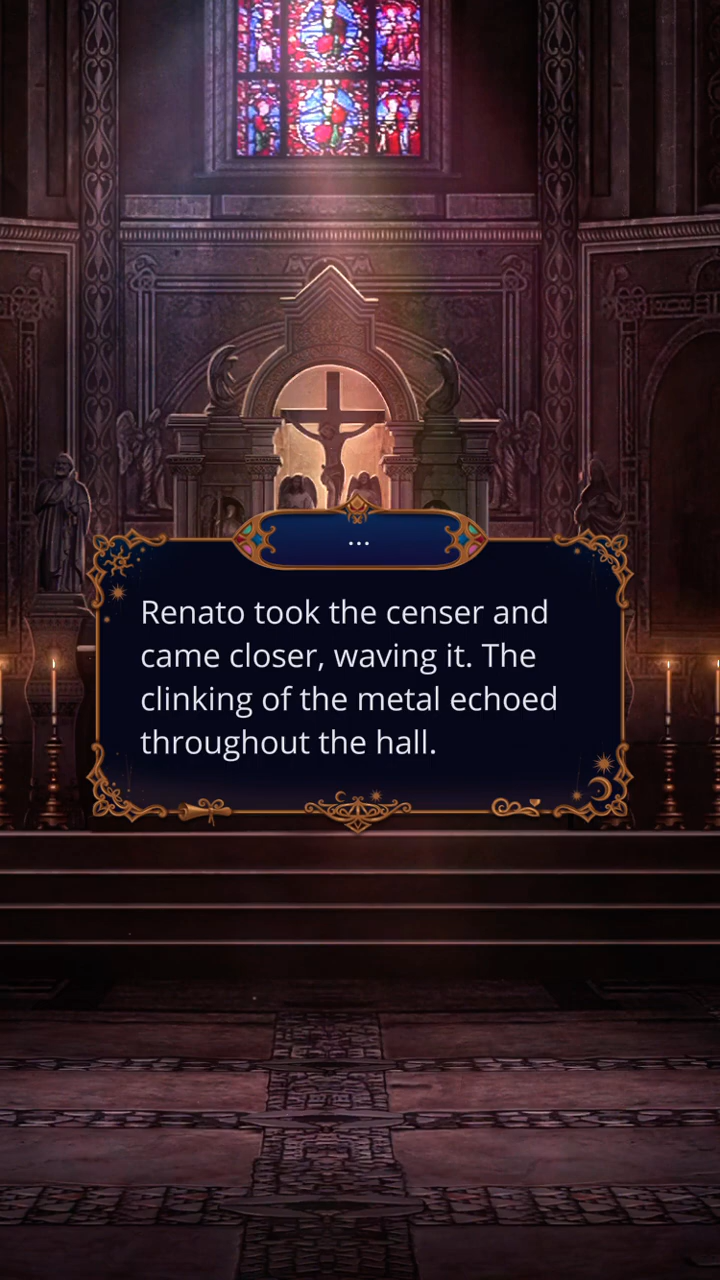 ...
Renato took the censer and
came closer, waving it. The
clinking of the metal echoed
throughout the hall.